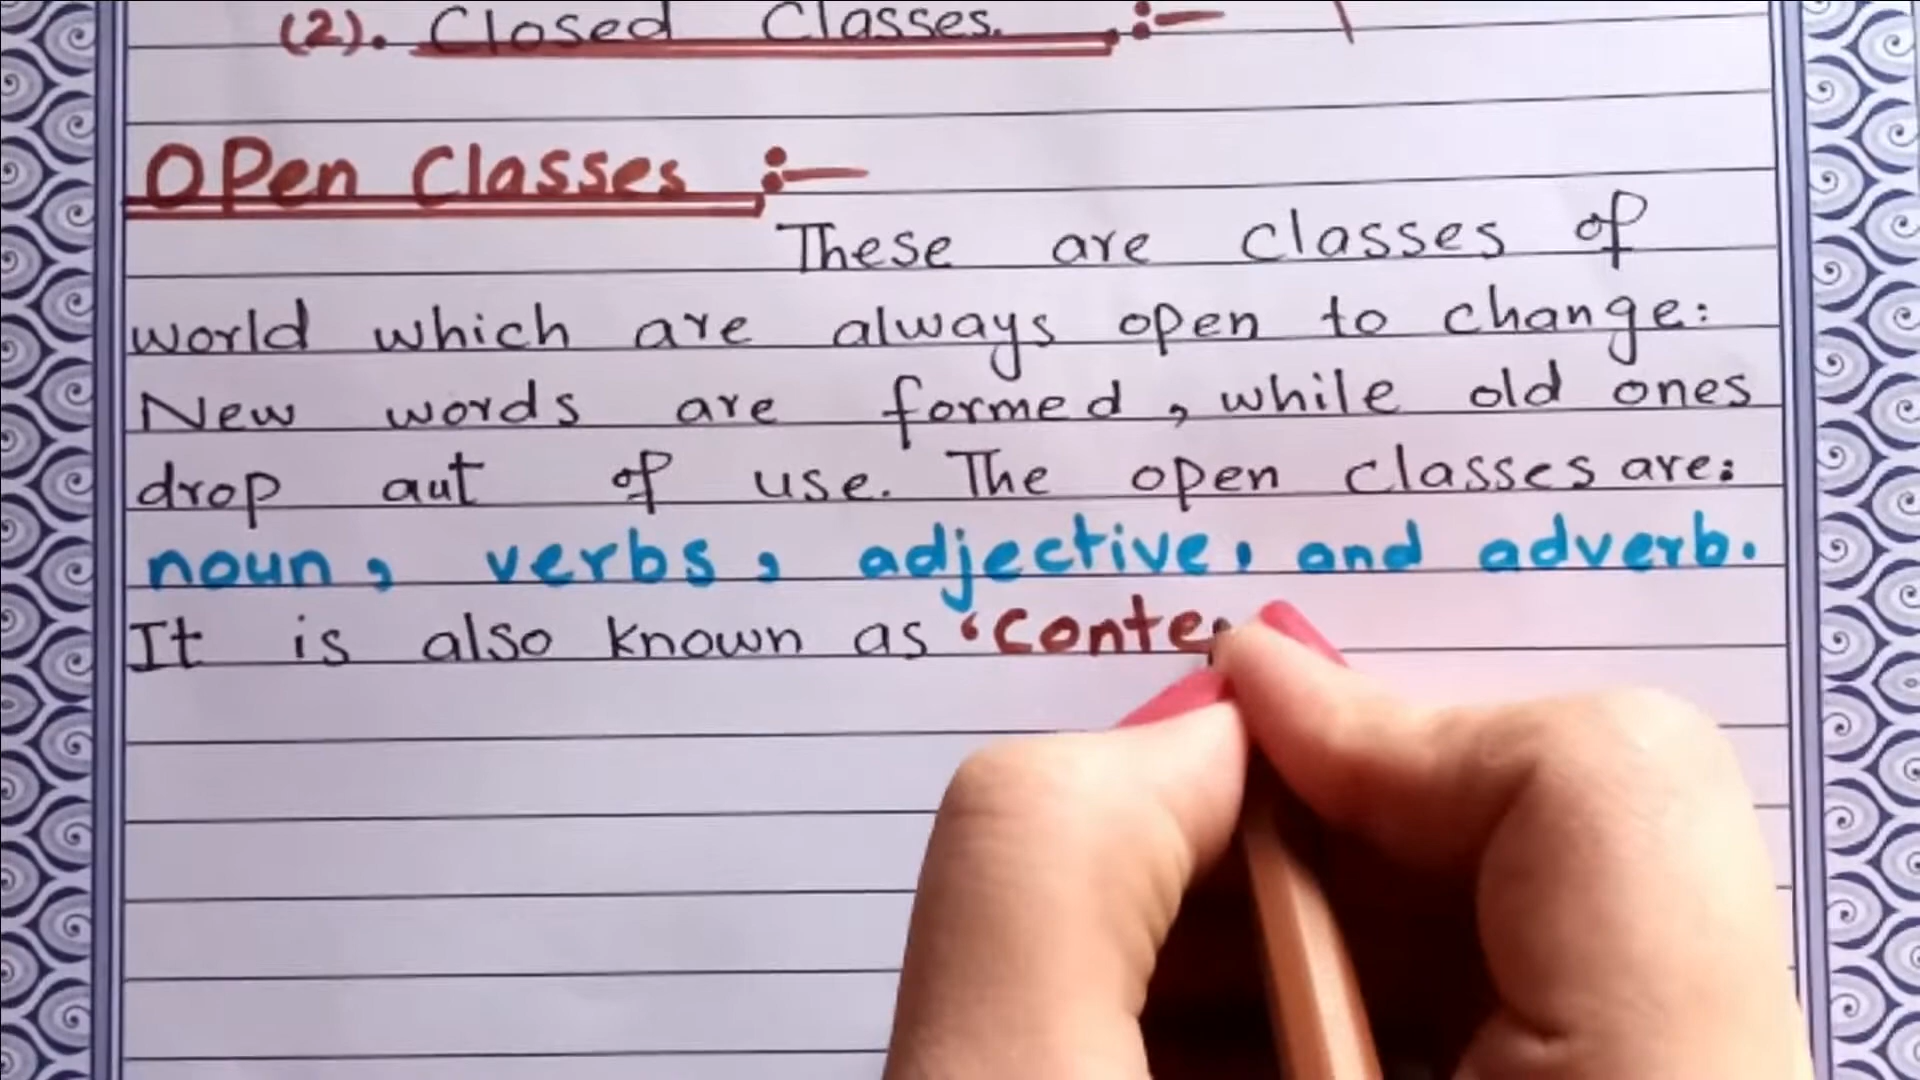 (2). Closed Classes. :-
Open Classes :-
These are classes of
world which are always open to change:
New words are formed, while old ones
drop aut of use. The open classes are:
noun, verbs, adjective, and adverb.
It is also known as 'Conte